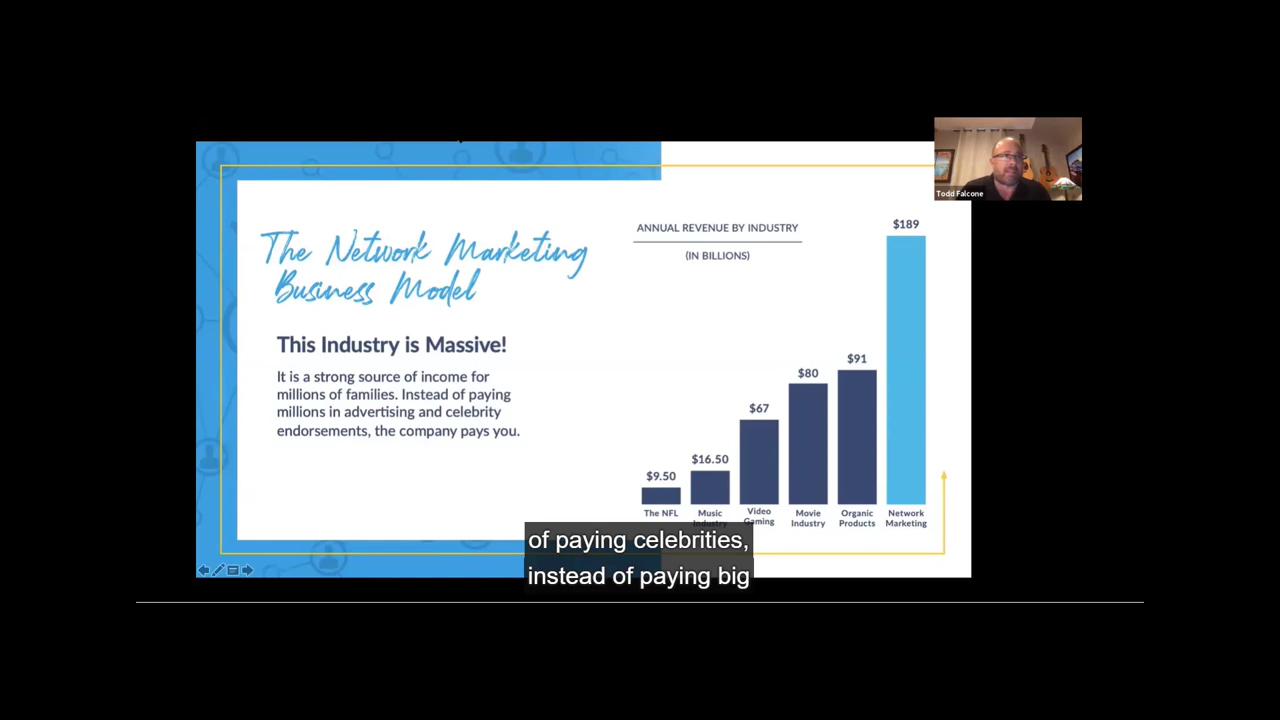 Todd Falcone
The Network Marketing
Business Model
This Industry is Massive!
It is a strong source of income for
millions of families. Instead of paying
millions in advertising and celebrity
endorsements, the company pays you.
ANNUAL REVENUE BY INDUSTRY
(IN BILLIONS)
$9.50
$16.50
$67
$80
$91
$189
The NFL
Music
Industry
Video
Gaming
Movie
Industry
Organic
Products
Network
Marketing
of paying celebrities,
instead of paying big